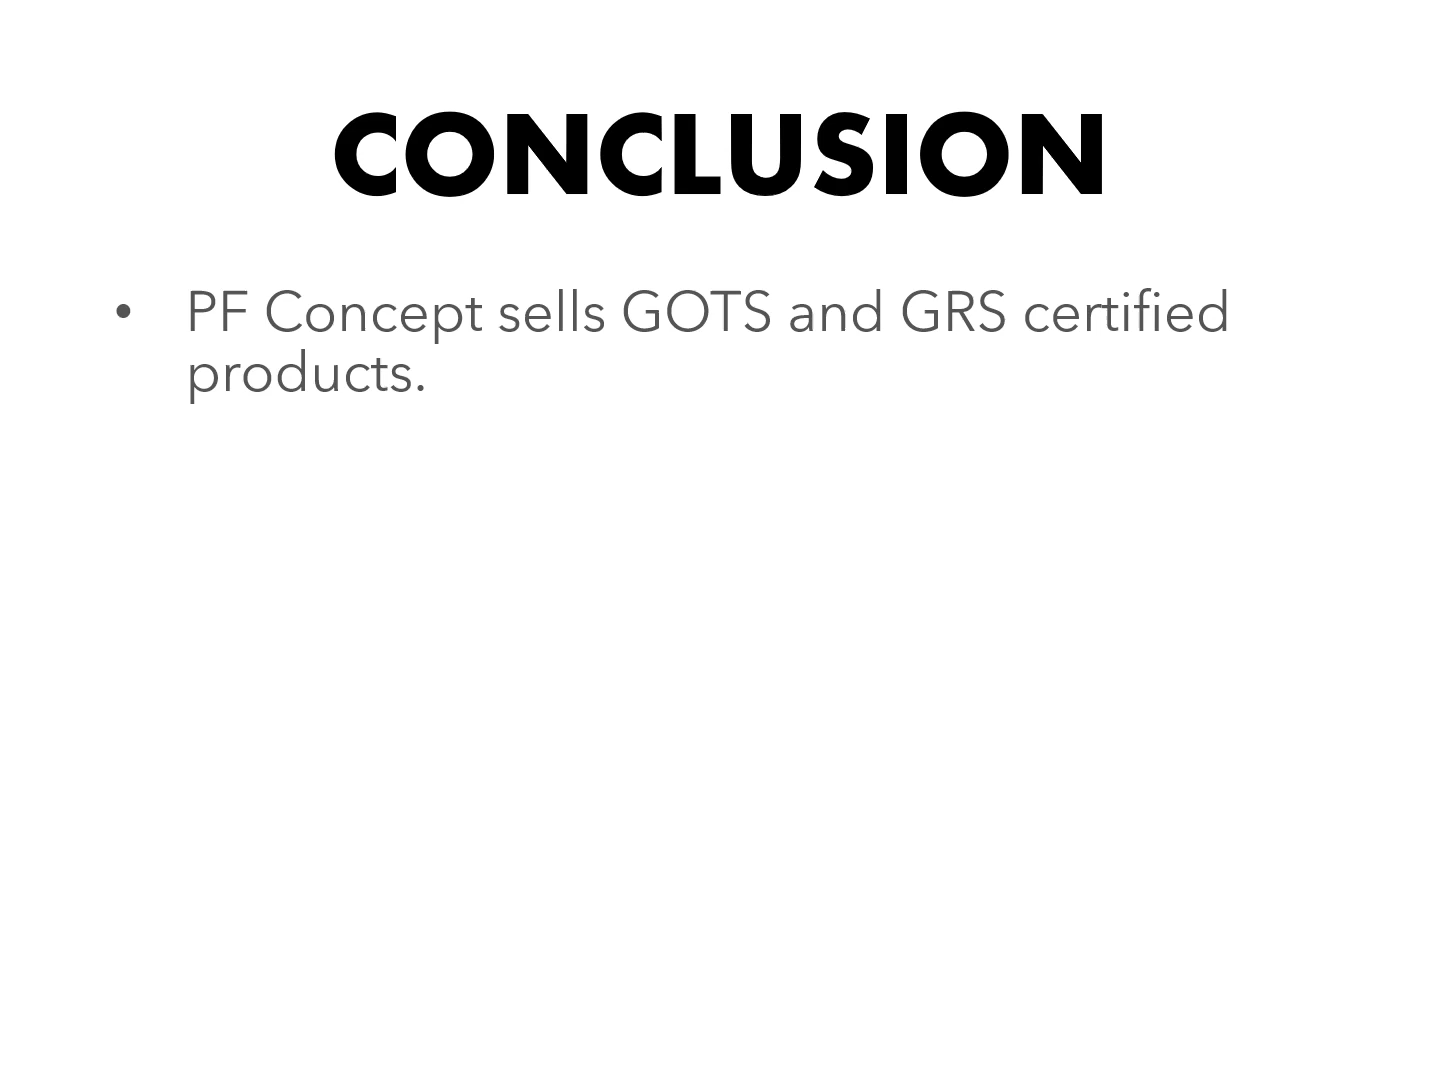 CONCLUSION
• PF Concept sells GOTS and GRS certified
products.